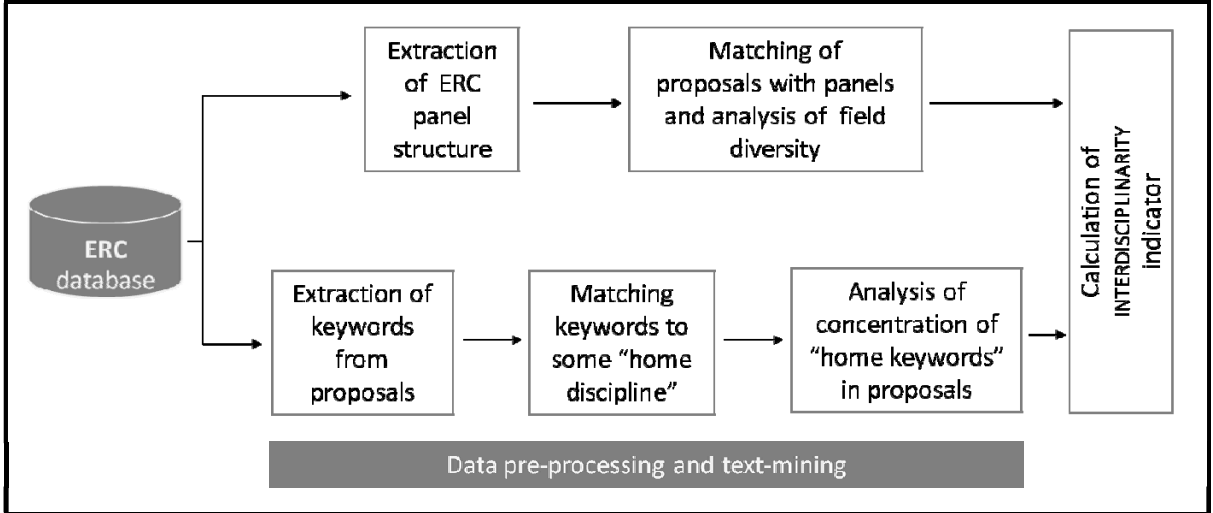 Extraction
of ERC
panel
structure
Matching of
proposals with panels
and analysis of field
diversity
Calculation of
INTERDISCIPLINARITY
indicator
ERC
database
Extraction of
keywords
from
proposals
Matching
keywords to
some “home
discipline”
Analysis of
concentration of
“home keywords”
in proposals
Data pre-processing and text-mining